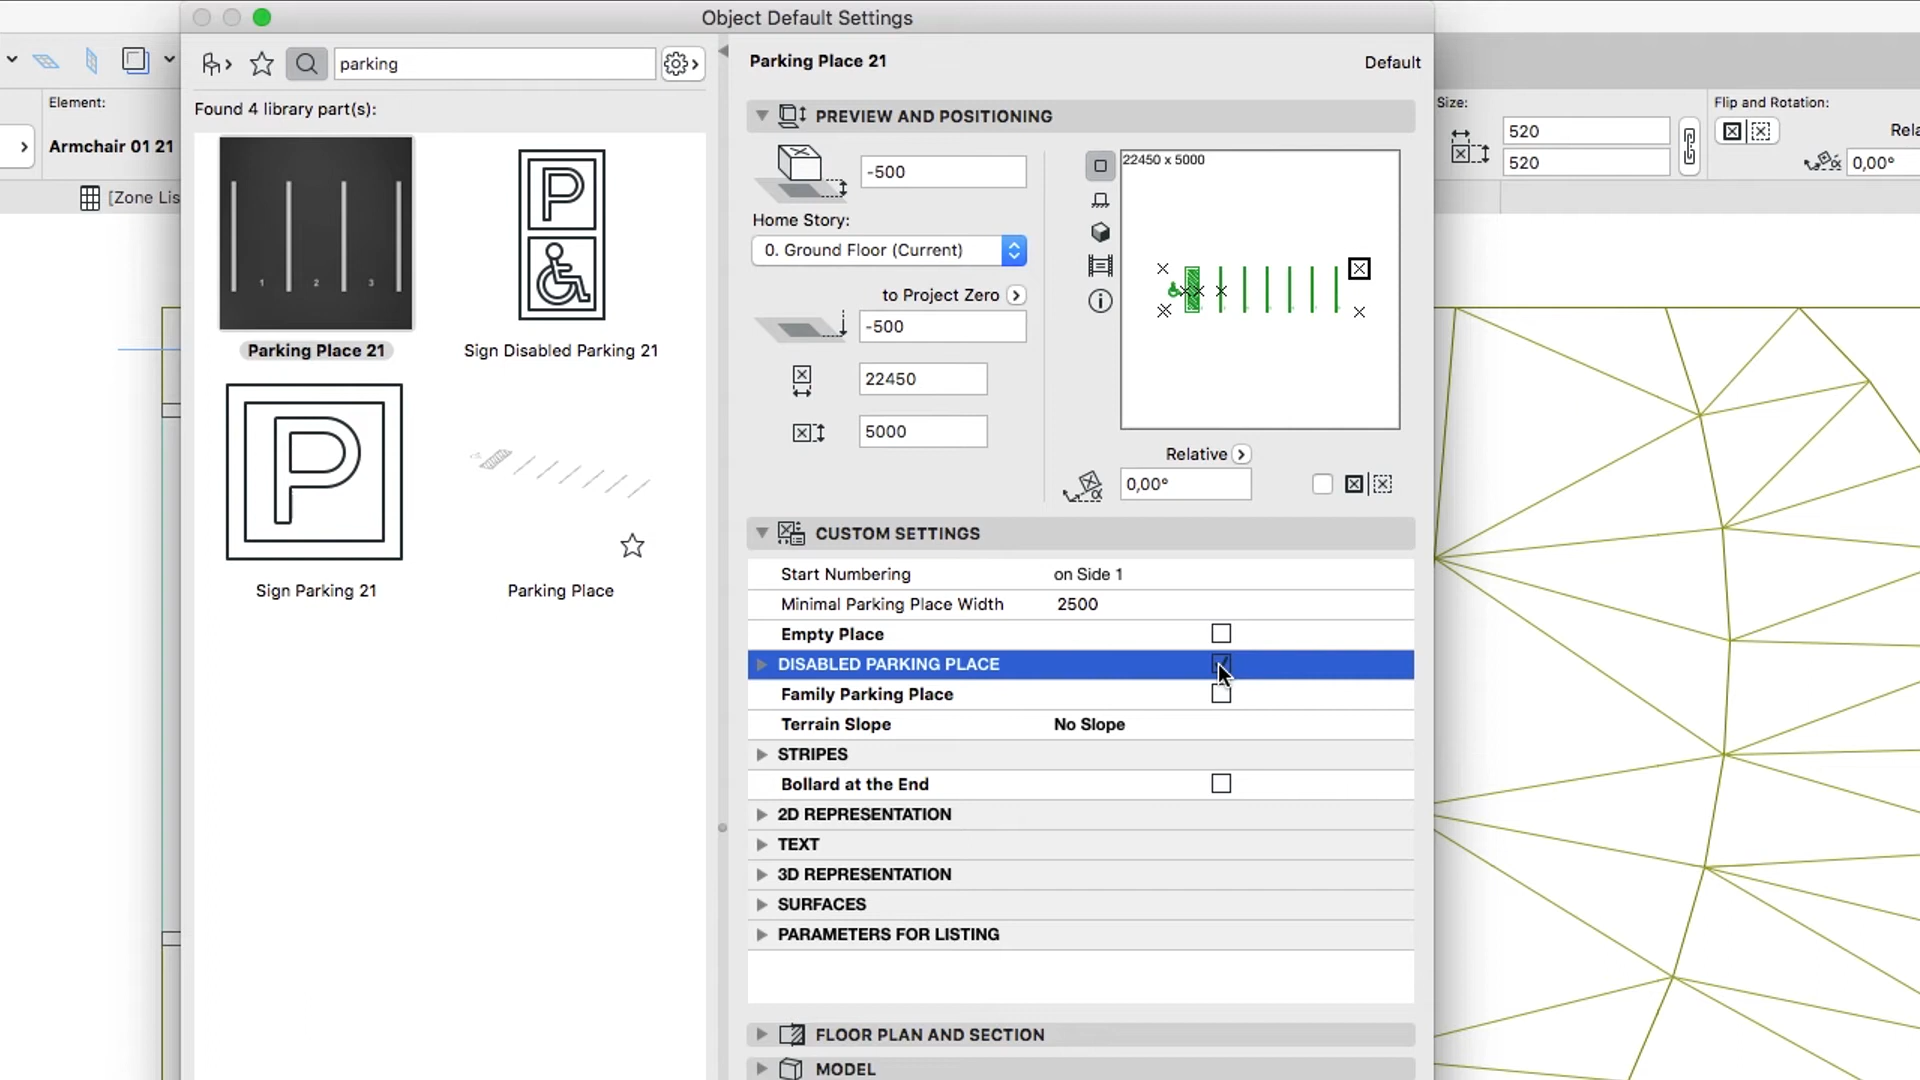 Object Default Settings
parking
Found 4 library part(s):
1 2 3
Parking Place 21
P
Sign Disabled Parking 21
P
Sign Parking 21
Parking Place
Element:
Armchair 01 21
[Zone Lis
Parking Place 21
Default
PREVIEW AND POSITIONING
-500
Home Story:
0. Ground Floor (Current)
to Project Zero
-500
22450
5000
22450 x 5000
Relative
0,00°
CUSTOM SETTINGS
Start Numbering on Side 1
Minimal Parking Place Width 2500
Empty Place
DISABLED PARKING PLACE
Family Parking Place
Terrain Slope No Slope
STRIPES
Bollard at the End
2D REPRESENTATION
TEXT
3D REPRESENTATION
SURFACES
PARAMETERS FOR LISTING
FLOOR PLAN AND SECTION
MODEL
Size:
520
520
Flip and Rotation:
Rela
0,00°